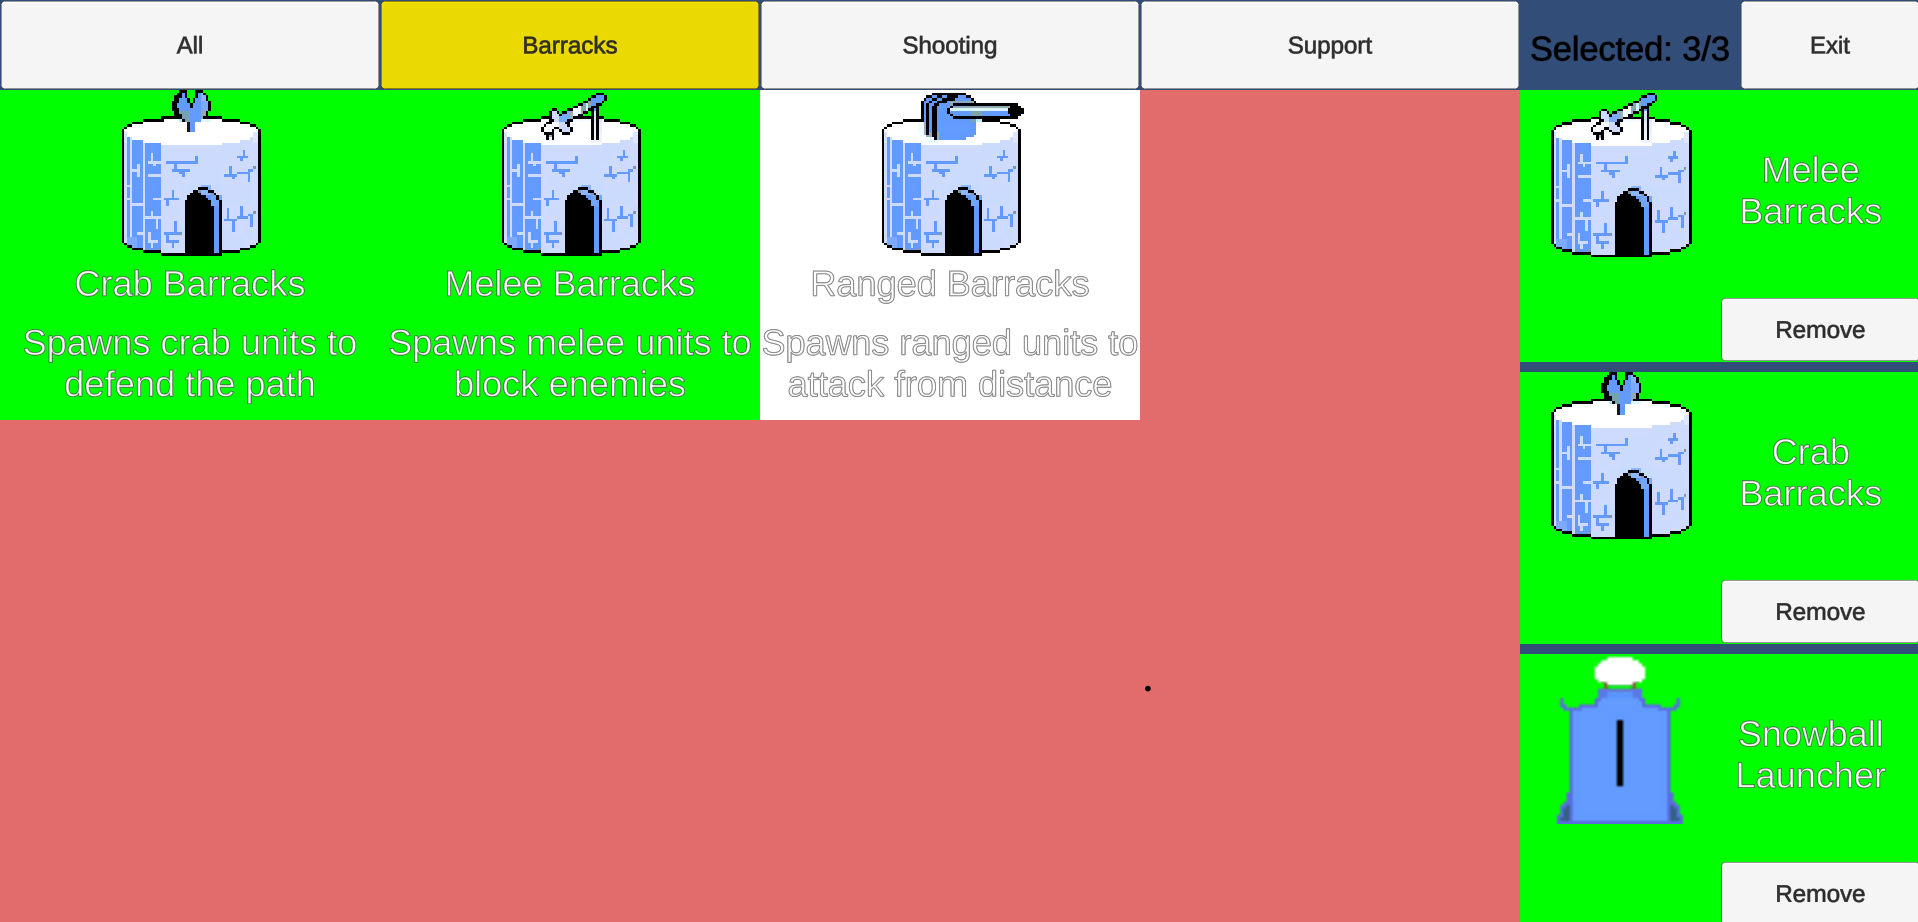 All
Barracks
Shooting
Support
Selected: 3/3
Exit
Crab Barracks
Spawns crab units to
defend the path
Melee Barracks
Spawns melee units to
block enemies
Ranged Barracks
Spawns ranged units to
attack from distance
Melee
Barracks
Remove
Crab
Barracks
Remove
Snowball
Launcher
Remove